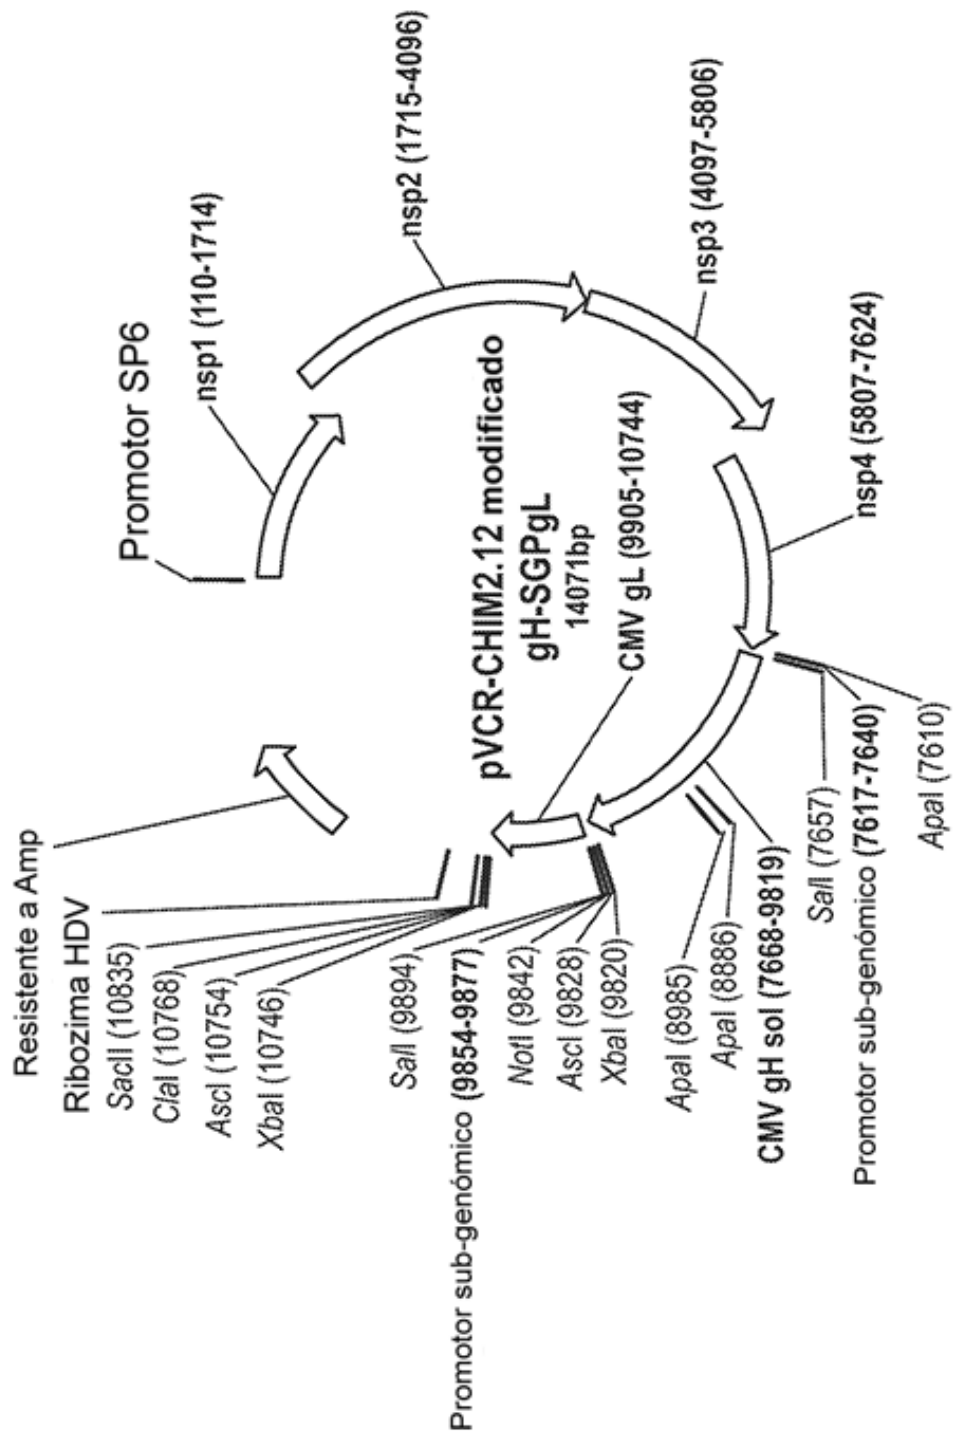 Resistente a Amp
Ribozima HDV
SacII (10835)
ClaI (10768)
AscI (10754)
XbaI (10746)
SalI (9894)
Promotor sub-genómico (9854-9877)
NotI (9842)
AscI (9828)
XbaI (9820)
ApaI (8985)
ApaI (8886)
CMV gH sol (7668-9819)
SalI (7657)
Promotor sub-genómico (7617-7640)
ApaI (7610)
Promotor SP6
nsp1 (110-1714)
nsp2 (1715-4096)
nsp3 (4097-5806)
nsp4 (5807-7624)
pVCR-CHIM2.12 modificado
gH-SGPgL
14071bp
CMV gL (9905-10744)